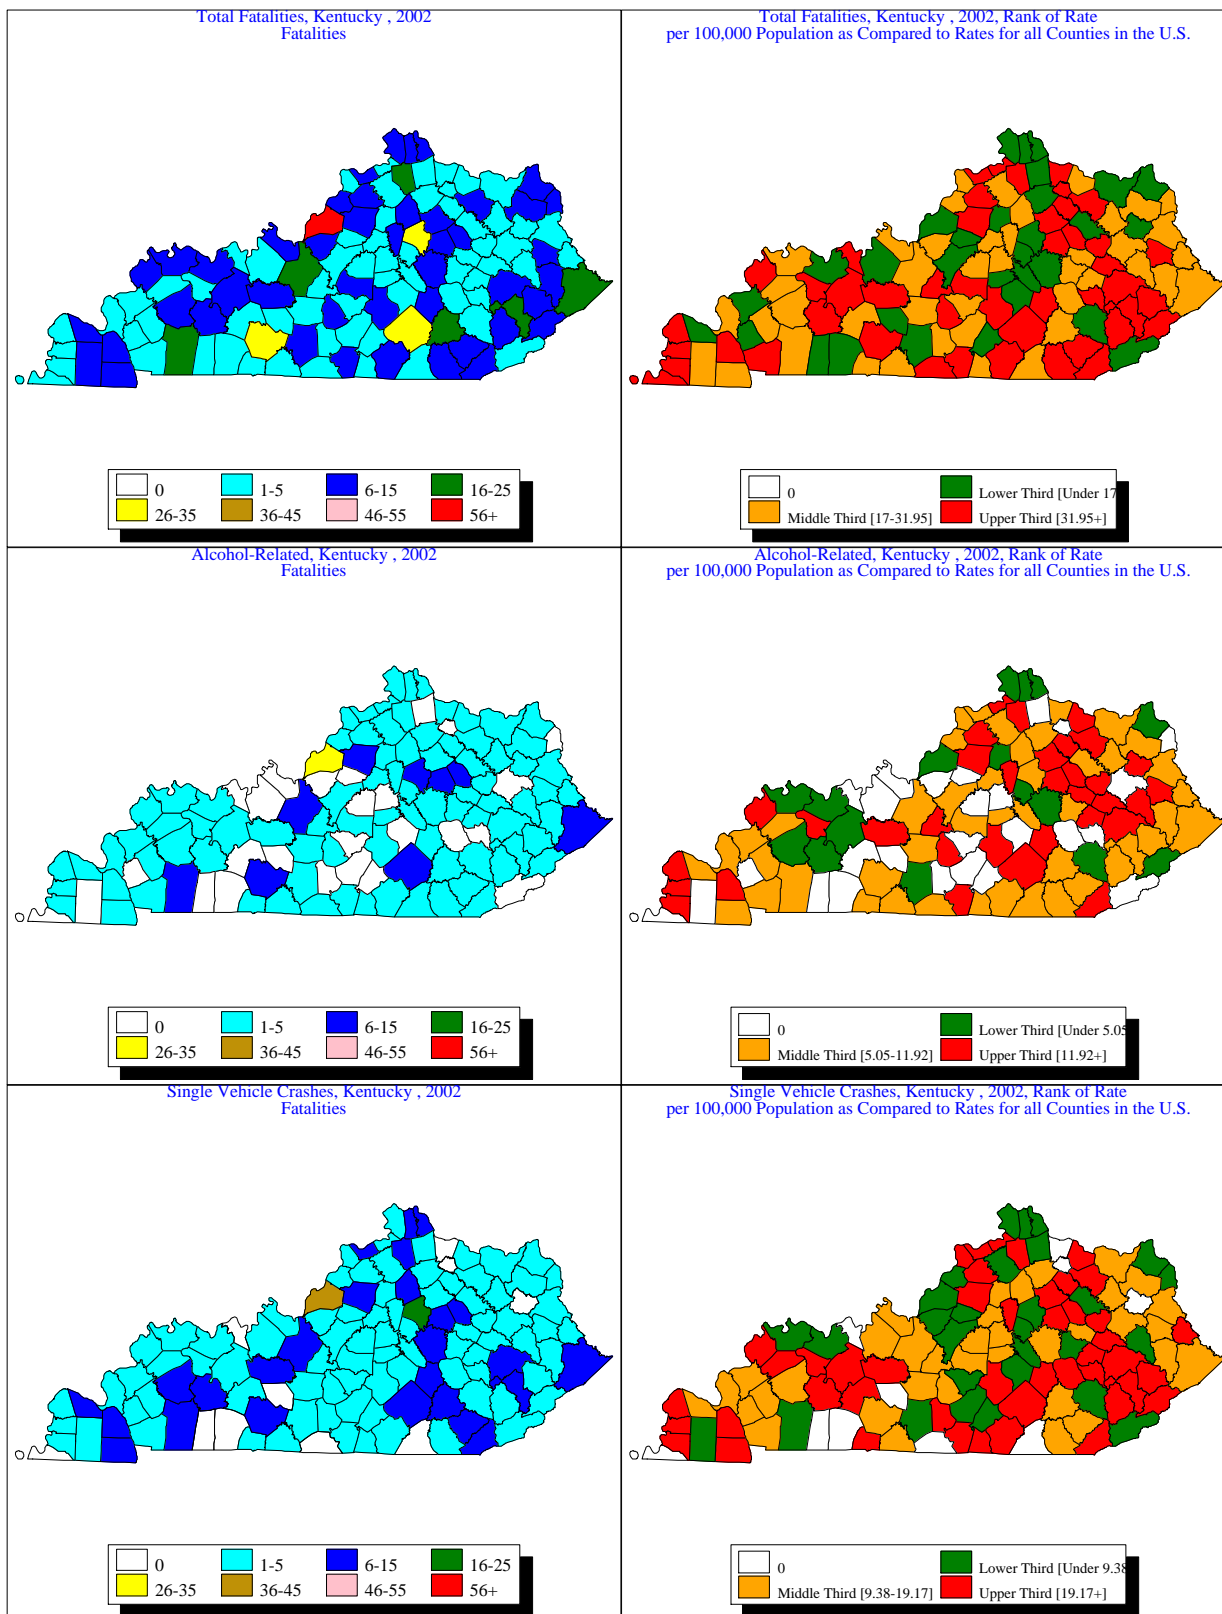 Total Fatalities, Kentucky , 2002
Fatalities
0
1-5
6-15
16-25
26-35
36-45
46-55
56+
Total Fatalities, Kentucky , 2002, Rank of Rate
per 100,000 Population as Compared to Rates for all Counties in the U.S.
0
Lower Third [Under 17
Middle Third [17-31.95]
Upper Third [31.95+]
Alcohol-Related, Kentucky , 2002
Fatalities
0
1-5
6-15
16-25
26-35
36-45
46-55
56+
Alcohol-Related, Kentucky , 2002, Rank of Rate
per 100,000 Population as Compared to Rates for all Counties in the U.S.
0
Lower Third [Under 5.05
Middle Third [5.05-11.92]
Upper Third [11.92+]
Single Vehicle Crashes, Kentucky , 2002
Fatalities
0
1-5
6-15
16-25
26-35
36-45
46-55
56+
Single Vehicle Crashes, Kentucky , 2002, Rank of Rate
per 100,000 Population as Compared to Rates for all Counties in the U.S.
0
Lower Third [Under 9.38
Middle Third [9.38-19.17]
Upper Third [19.17+]